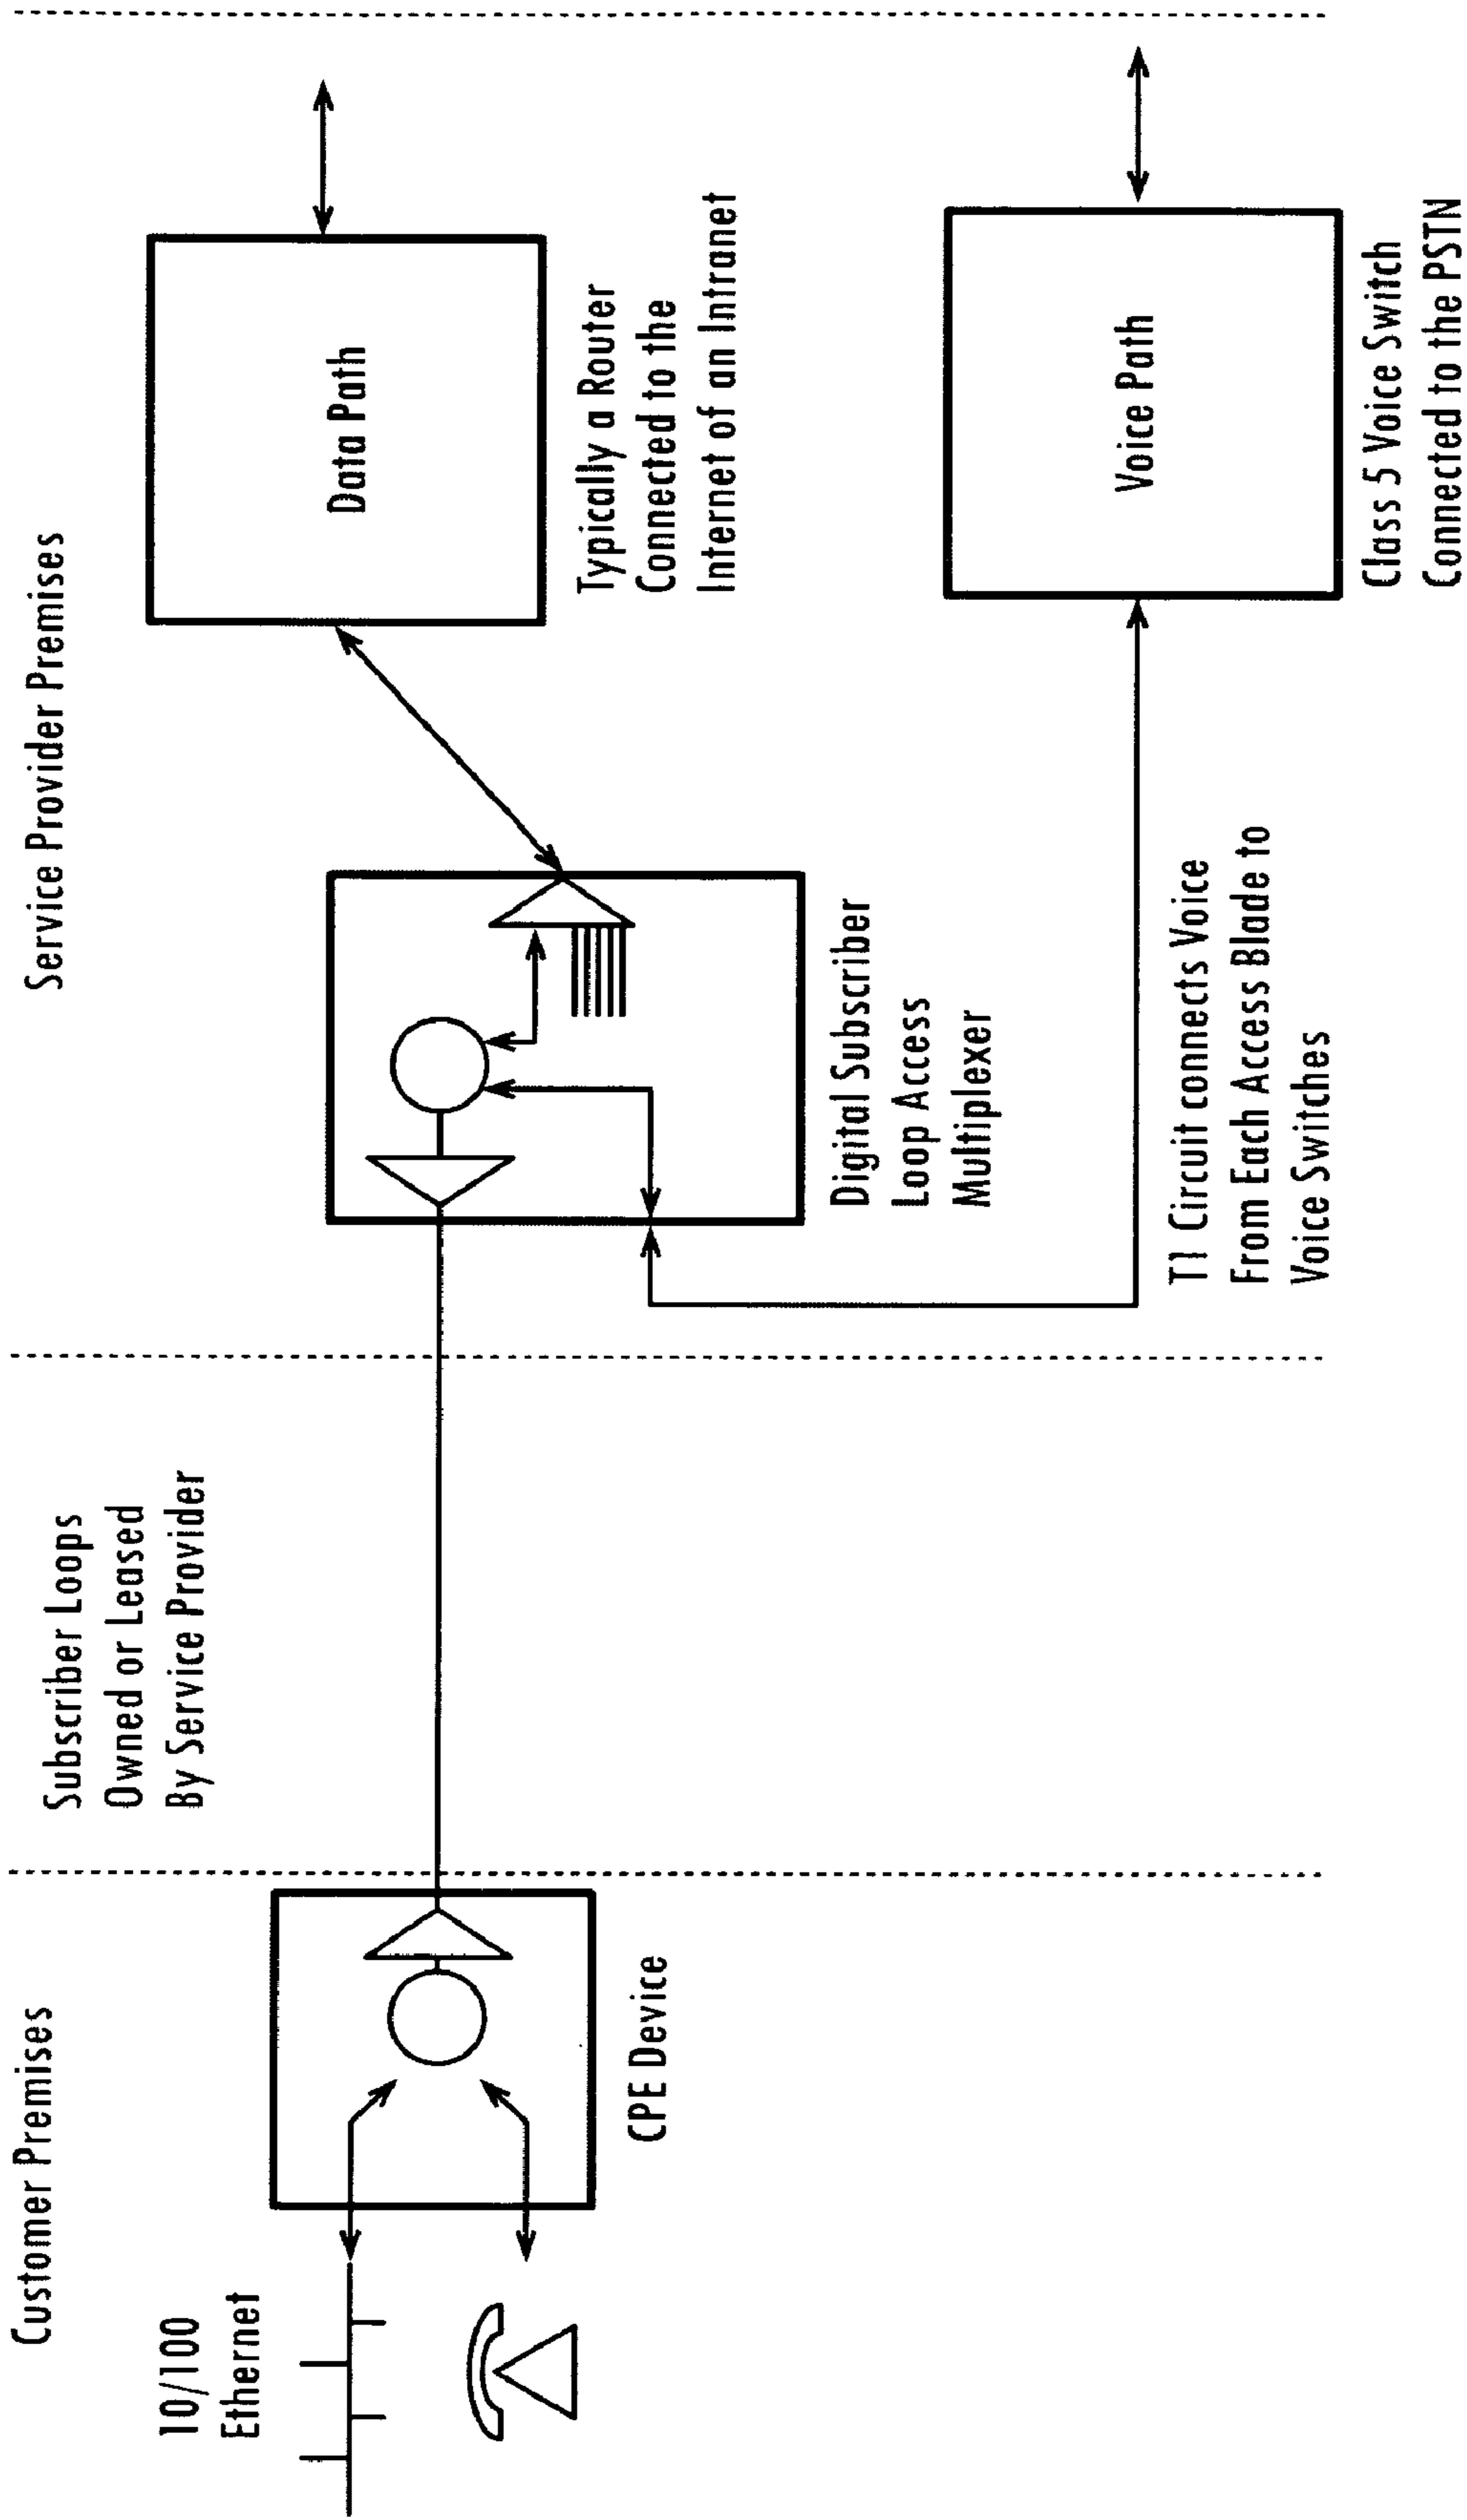 Customer Premises
Subscriber Loops
Owned or Leased
By Service Provider
Service Provider Premises
10/100
Ethernet
CPE Device
Digital Subscriber
Loop Access
Multiplexer
Data Path
Typically a Router
Connected to the
Internet of an Intranet
Voice Path
Class 5 Voice Switch
Connected to the PSTN
T1 Circuit connects Voice
From Each Access Blade to
Voice Switches